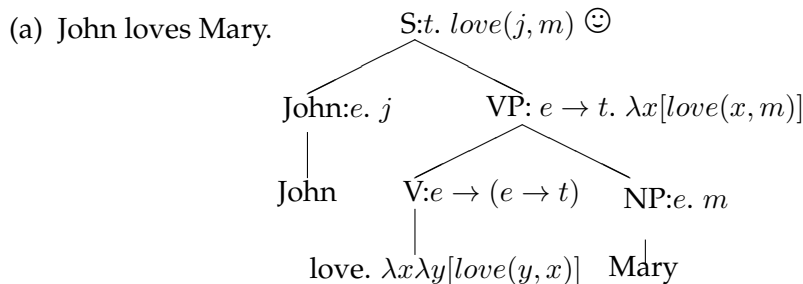 (a) John loves Mary. S:t. love(j, m) ☺
John:e. j VP: e → t. λx[love(x, m)]
John V:e → (e → t) NP:e. m
love. λxλy[love(y, x)] Mary